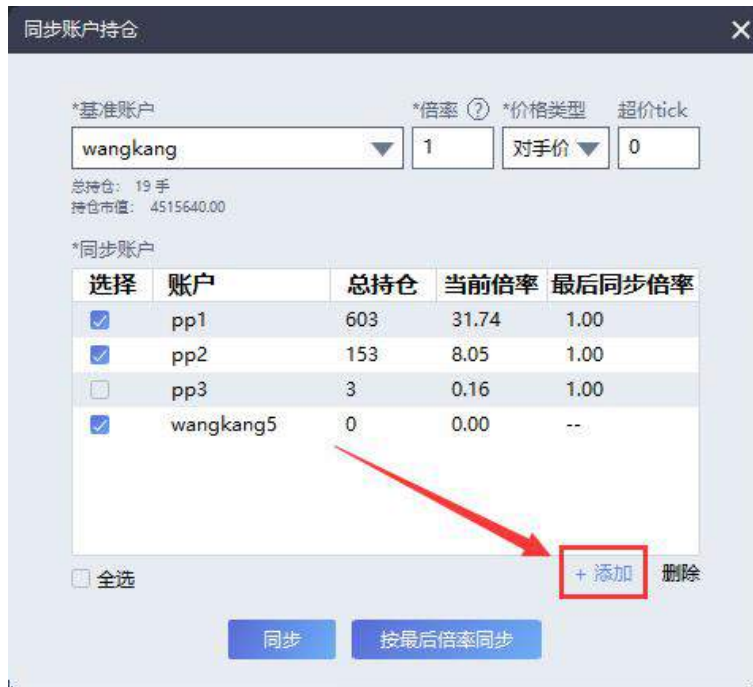 同步账户持仓
*基准账户 *倍率 ? *价格类型 超价tick
wangkang 1 对手价 0
总持仓: 19 手
持仓市值: 4515640.00
*同步账户
选择 账户 总持仓 当前倍率 最后同步倍率
pp1 603 31.74 1.00
pp2 153 8.05 1.00
pp3 3 0.16 1.00
wangkang5 0 0.00 --
全选 + 添加 删除
同步 按最后倍率同步